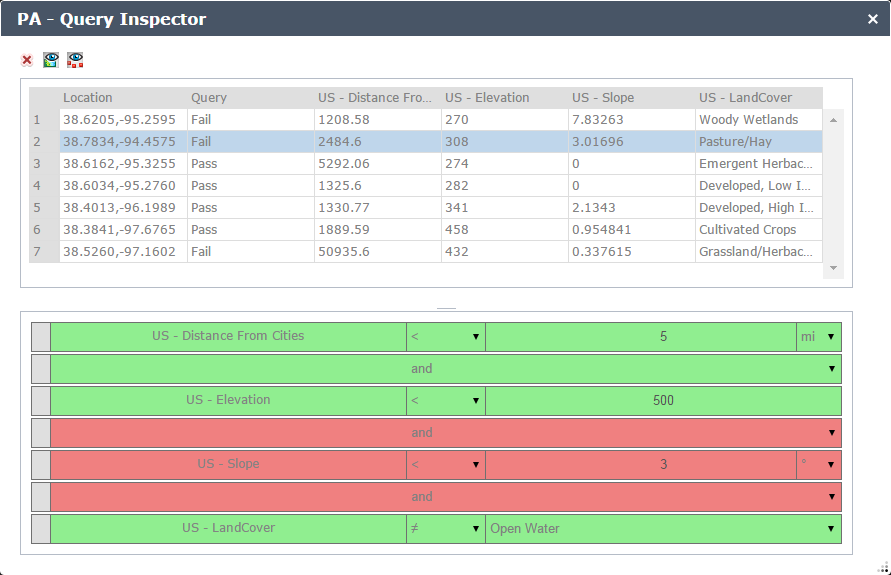 PA - Query Inspector
Location Query US - Distance Fro... US - Elevation US - Slope US - LandCover
1 38.6205,-95.2595 Fail 1208.58 270 7.83263 Woody Wetlands
2 38.7834,-94.4575 Fail 2484.6 308 3.01696 Pasture/Hay
3 38.6162,-95.3255 Pass 5292.06 274 0 Emergent Herbac...
4 38.6034,-95.2760 Pass 1325.6 282 0 Developed, Low I...
5 38.4013,-96.1989 Pass 1330.77 341 2.1343 Developed, High I...
6 38.3841,-97.6765 Pass 1889.59 458 0.954841 Cultivated Crops
7 38.5260,-97.1602 Fail 50935.6 432 0.337615 Grassland/Herbac...
US - Distance From Cities < 5 mi
and
US - Elevation < 500
and
US - Slope < 3 °
and
US - LandCover ≠ Open Water